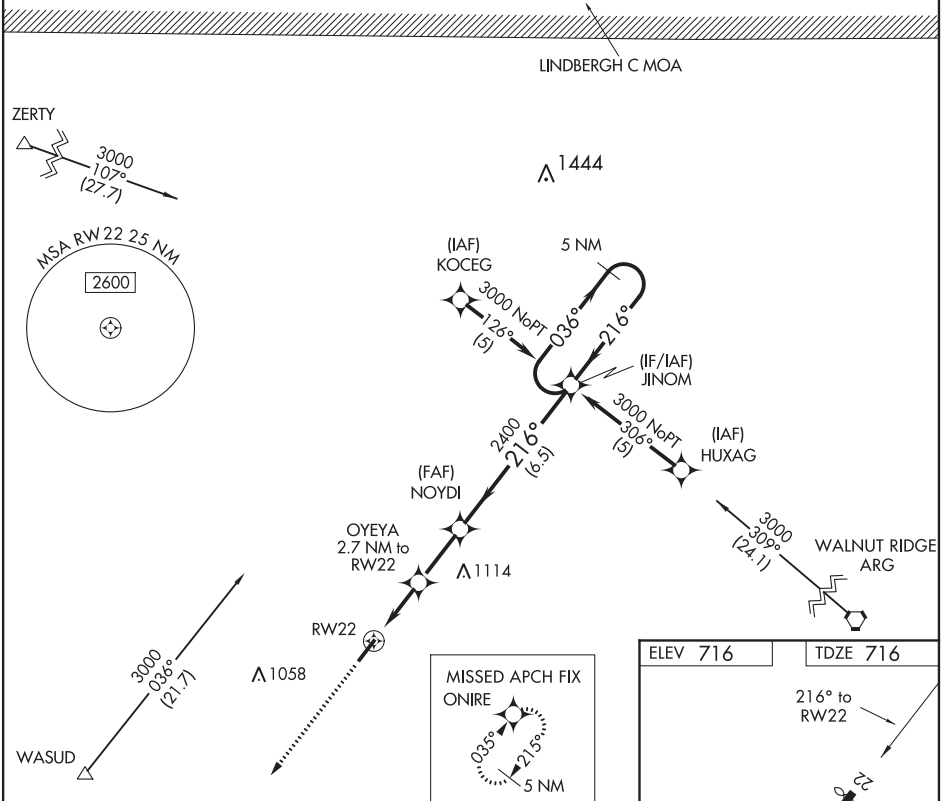 LINDBERGH C MOA
ZERTY
3000
107°
(27.7)
1444
MSA RW 22 25 NM
2600
(IAF)
KOCEG
5 NM
3000 NoPT
126°
(5)
036°
216°
(IF/IAF)
JINOM
3000 NoPT
306°
(5)
(IAF)
HUXAG
2400
216°
(6.5)
(FAF)
NOYDI
OYEYA
2.7 NM to
RW22
1114
3000
309°
(24.1)
WALNUT RIDGE
ARG
RW22
1058
3000
036°
(21.7)
WASUD
MISSED APCH FIX
ONIRE
035°
215°
5 NM
ELEV 716
TDZE 716
216° to
RW22
22